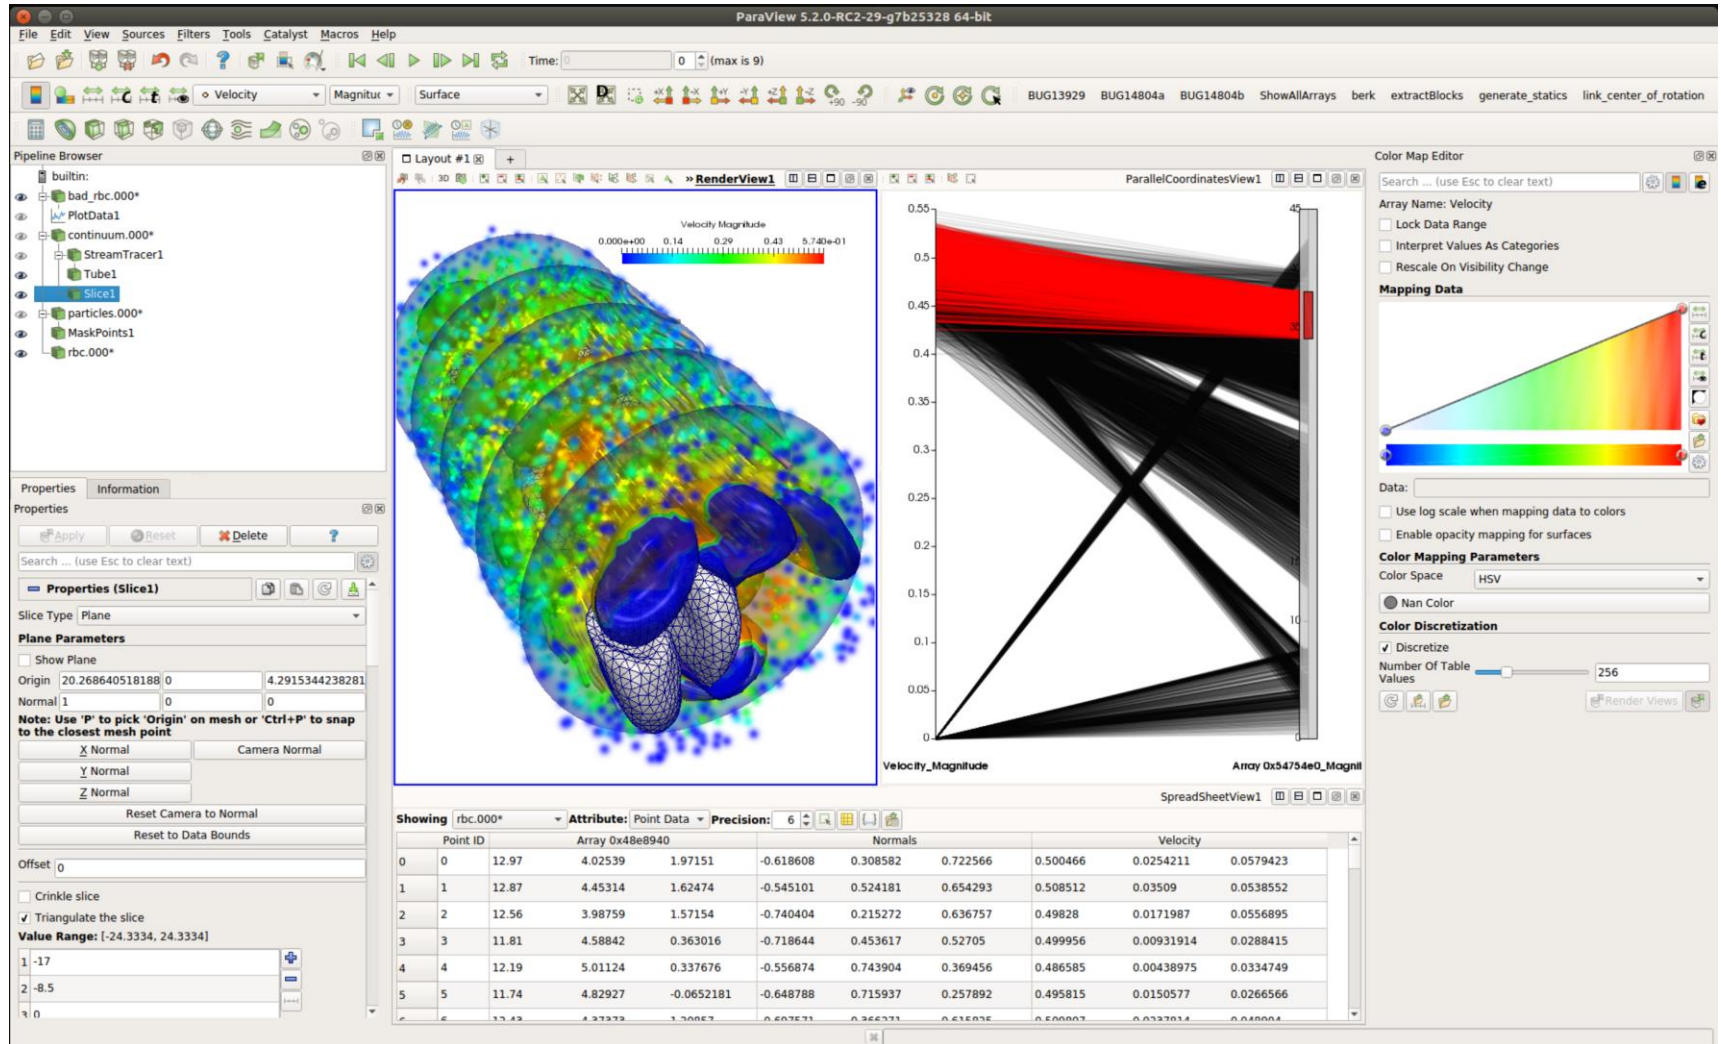 ParaView 5.2.0-RC2-29-g7b25328 64-bit
File Edit View Sources Filters Tools Catalyst Macros Help
Time: 0 0 (max is 9)
Velocity Magnituc Surface +X -X +Y -Y +Z -Z +90 -90 BUG13929 BUG14804a BUG14804b ShowAllArrays berk extractBlocks generate_statics link_center_of_rotation
Pipeline Browser
builtin:
bad_rbc.000*
PlotData1
continuum.000*
StreamTracer1
Tube1
Slice1
particles.000*
MaskPoints1
rbc.000*
Properties Information
Properties
Apply Reset Delete ?
Search ... (use Esc to clear text)
Properties (Slice1)
Slice Type Plane
Plane Parameters
Show Plane
Origin 20.268640518188 0 4.2915344238281
Normal 1 0 0
Note: Use 'P' to pick 'Origin' on mesh or 'Ctrl+P' to snap
to the closest mesh point
X Normal Camera Normal
Y Normal
Z Normal
Reset Camera to Normal
Reset to Data Bounds
Offset 0
Crinkle slice
Triangulate the slice
Value Range: [-24.3334, 24.3334]
1 -17
2 -8.5
3 0
Layout #1 +
3D » RenderView1
Velocity Magnitude
0.000e+00 0.14 0.29 0.43 5.740e-01
ParallelCoordinatesView1
0.55 45
0.5
0.45
35
0.4
0.35
0.3
0.25
0.2
15
0.15
10
0.1
0.05
0 0
Velocity_Magnitude Array 0x54754e0_Magnit
SpreadSheetView1
Showing rbc.000* Attribute: Point Data Precision: 6
Point ID Array 0x48e8940 Normals Velocity
0 0 12.97 4.02539 1.97151 -0.618608 0.308582 0.722566 0.500466 0.0254211 0.0579423
1 1 12.87 4.45314 1.62474 -0.545101 0.524181 0.654293 0.508512 0.03509 0.0538552
2 2 12.56 3.98759 1.57154 -0.740404 0.215272 0.636757 0.49828 0.0171987 0.0556895
3 3 11.81 4.58842 0.363016 -0.718644 0.453617 0.52705 0.499956 0.00931914 0.0288415
4 4 12.19 5.01124 0.337676 -0.556874 0.743904 0.369456 0.486585 0.00438975 0.0334749
5 5 11.74 4.82927 -0.0652181 -0.648788 0.715937 0.257892 0.495815 0.0150577 0.0266566
Color Map Editor
Search ... (use Esc to clear text)
Array Name: Velocity
Lock Data Range
Interpret Values As Categories
Rescale On Visibility Change
Mapping Data
Data:
Use log scale when mapping data to colors
Enable opacity mapping for surfaces
Color Mapping Parameters
Color Space HSV
Nan Color
Color Discretization
Discretize
Number Of Table
Values 256
Render Views